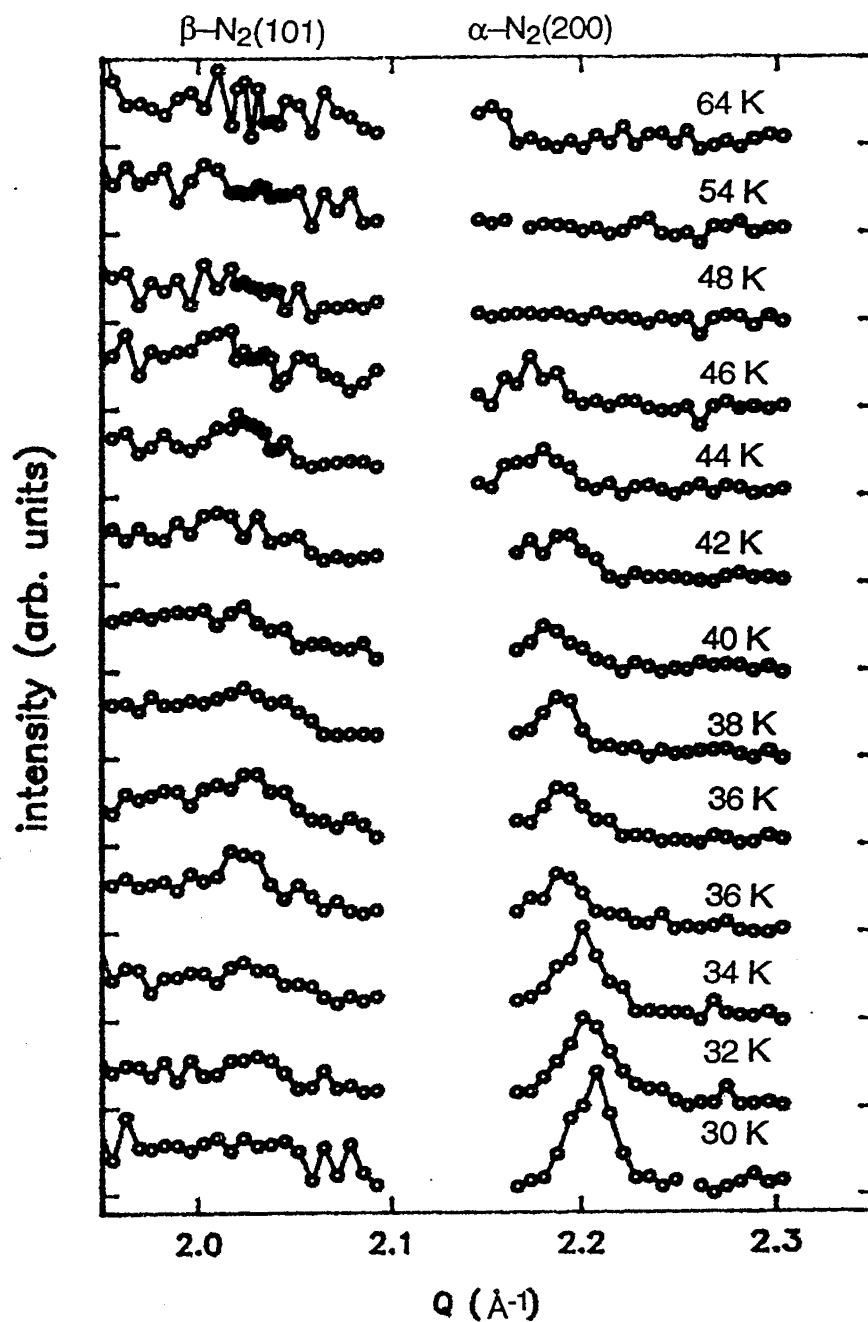 β–N₂(101) α–N₂(200)
64 K
54 K
48 K
46 K
44 K
42 K
40 K
38 K
36 K
36 K
34 K
32 K
30 K
intensity (arb. units)
2.0 2.1 2.2 2.3
Q (Å-1)